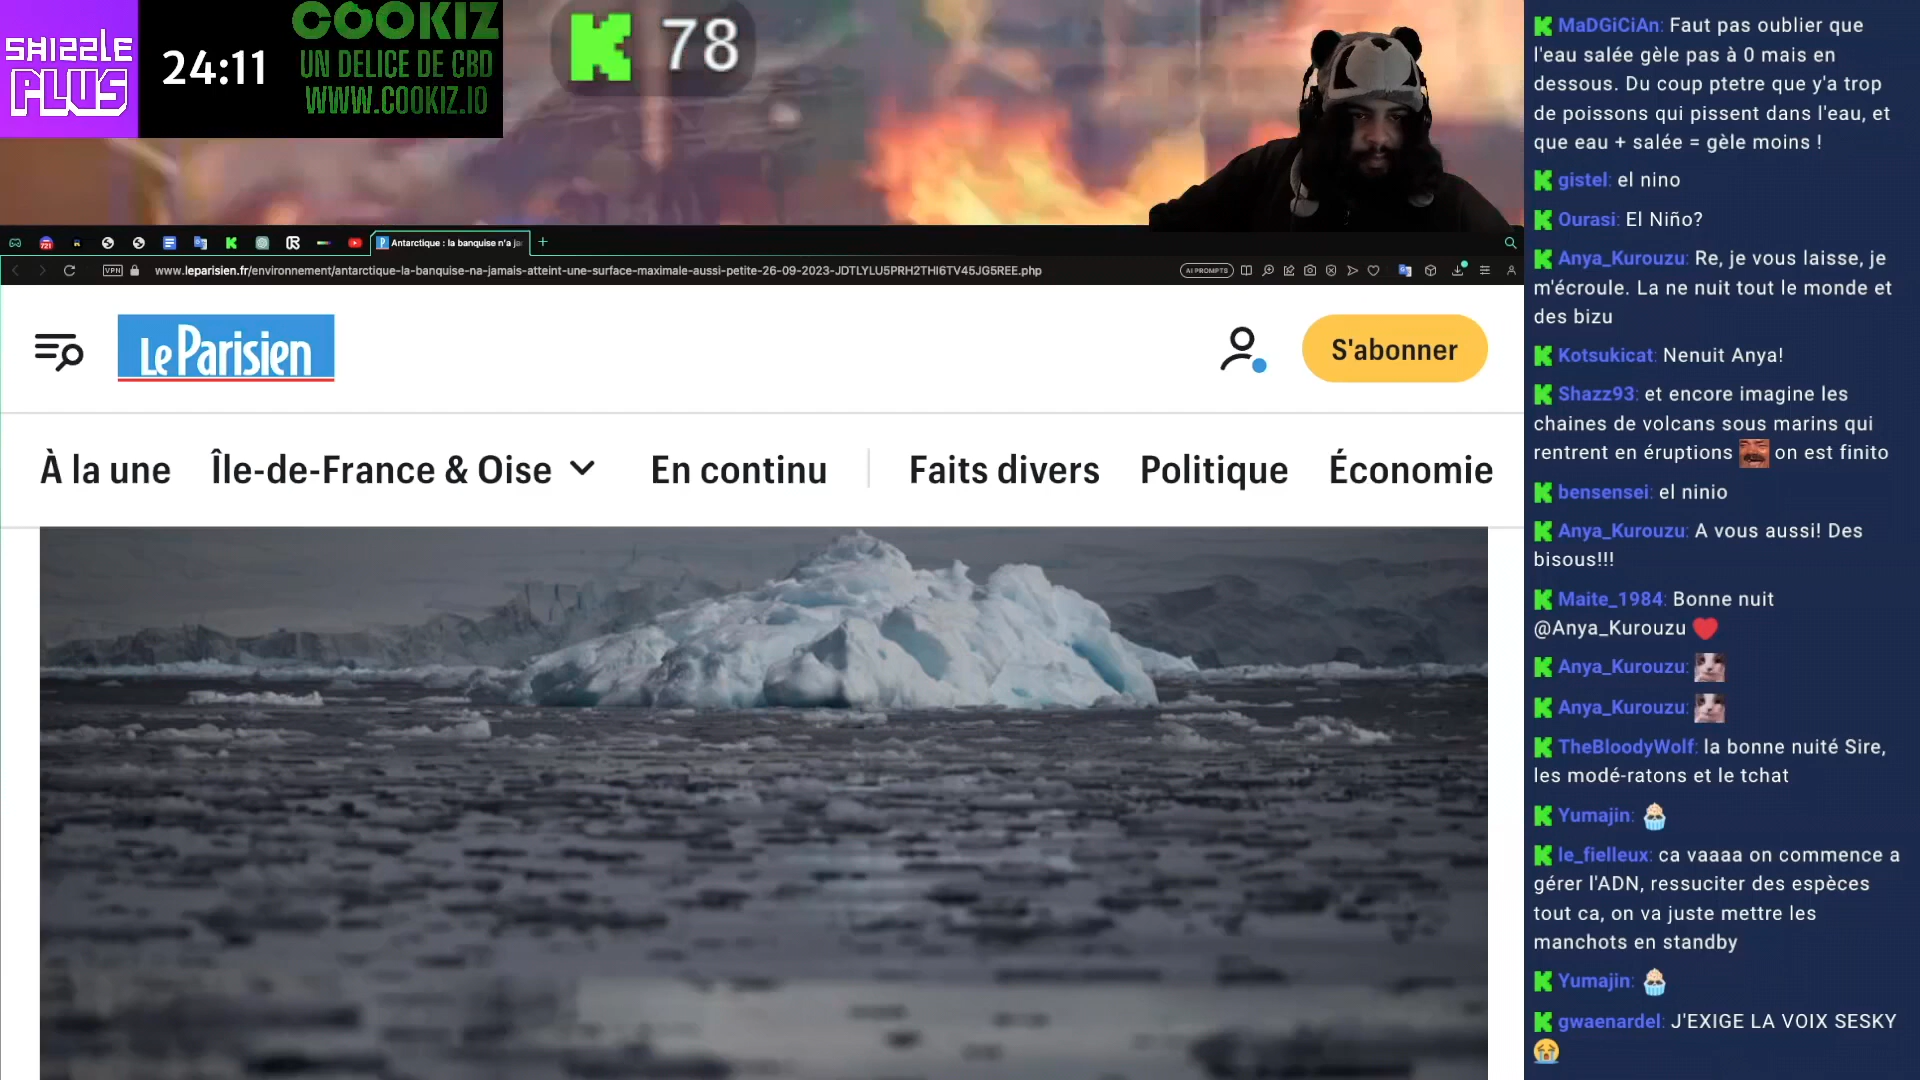 SHIZZLE
PLUS
24:11
COOKIZ
UN DELICE DE CBD
WWW.COOKIZ.IO
78
721
Antarctique : la banquise n'a ja
VPN
www.leparisien.fr/environnement/antarctique-la-banquise-na-jamais-atteint-une-surface-maximale-aussi-petite-26-09-2023-JDTLYLU5PRH2THI6TV45JG5REE.php
AI PROMPTS
Le Parisien
S'abonner
À la une
Île-de-France & Oise
En continu
Faits divers
Politique
Économie
MaDGiCiAn: Faut pas oublier que
l'eau salée gèle pas à 0 mais en
dessous. Du coup ptetre que y'a trop
de poissons qui pissent dans l'eau, et
que eau + salée = gèle moins !
gistel: el nino
Ourasi: El Niño?
Anya_Kurouzu: Re, je vous laisse, je
m'écroule. La ne nuit tout le monde et
des bizu
Kotsukicat: Nenuit Anya!
Shazz93: et encore imagine les
chaines de volcans sous marins qui
rentrent en éruptions on est finito
bensensei: el ninio
Anya_Kurouzu: A vous aussi! Des
bisous!!!
Maite_1984: Bonne nuit
@Anya_Kurouzu ❤️
Anya_Kurouzu:
Anya_Kurouzu:
TheBloodyWolf: la bonne nuité Sire,
les modé-ratons et le tchat
Yumajin: 🧁
le_fielleux: ca vaaaa on commence a
gérer l'ADN, ressuciter des espèces
tout ca, on va juste mettre les
manchots en standby
Yumajin: 🧁
gwaenardel: J'EXIGE LA VOIX SESKY
😭